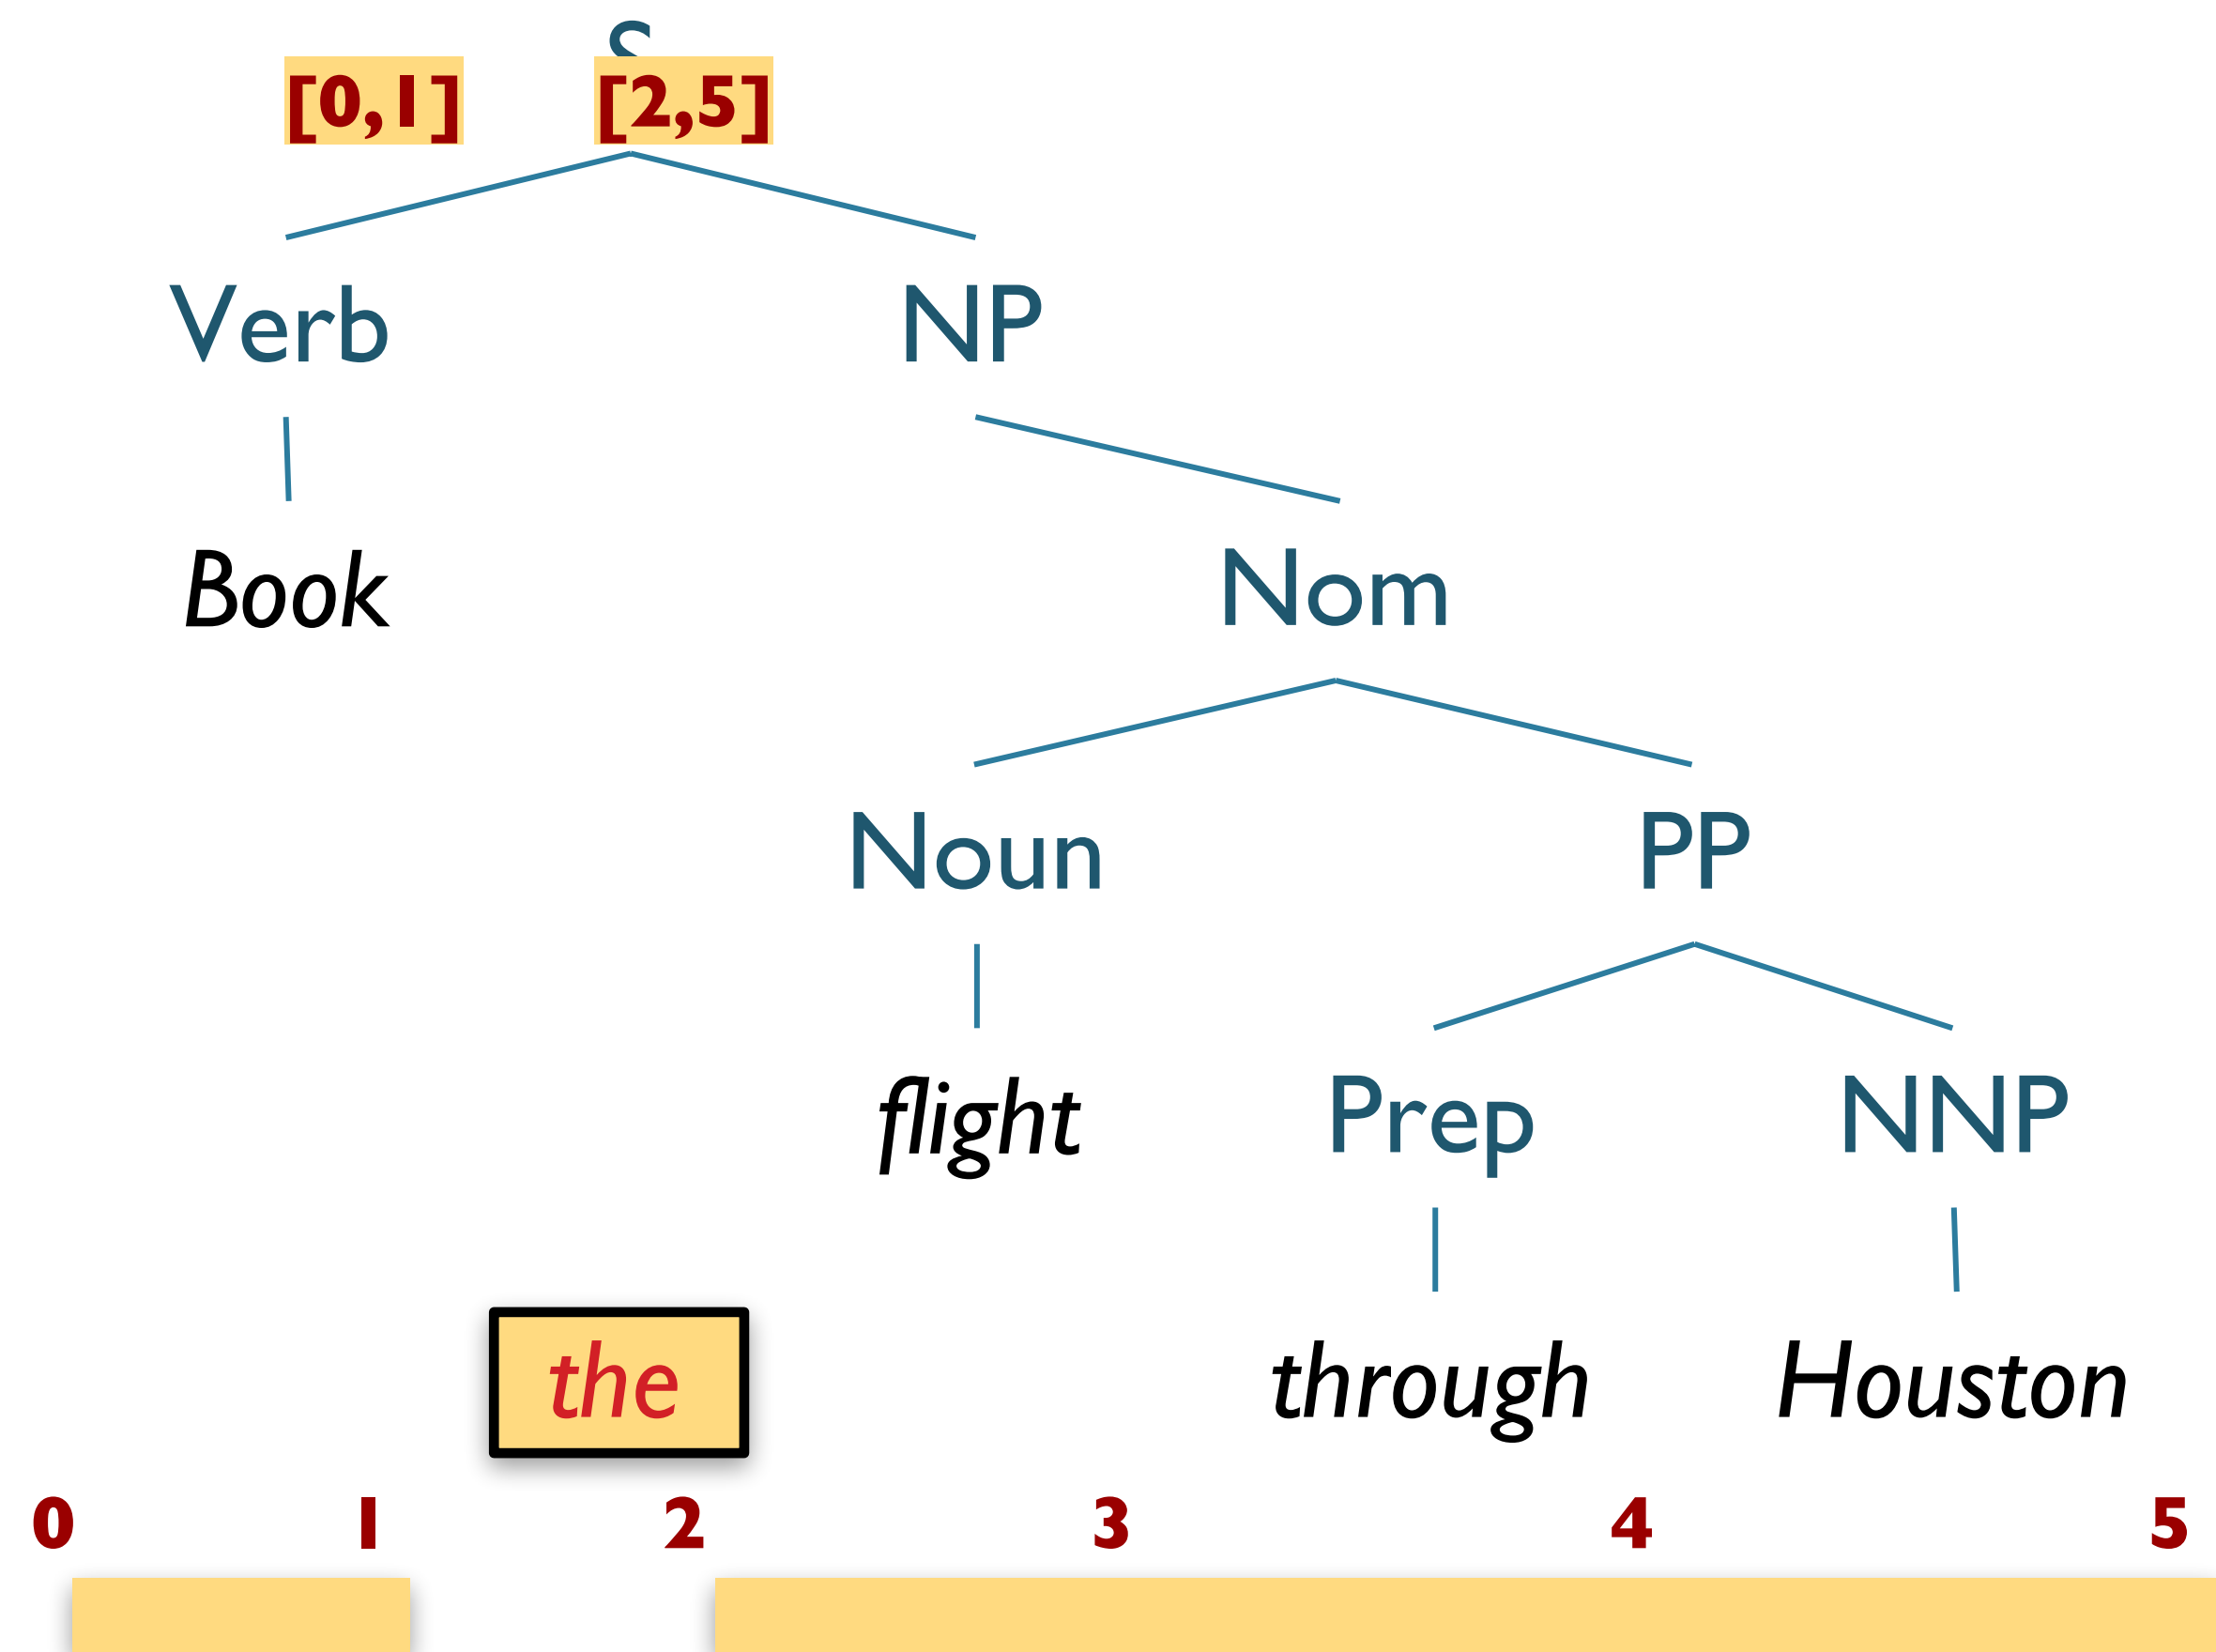 S
[0,1] [2,5]
Verb NP
Book Nom
Noun PP
flight Prep NNP
the through Houston
0 1 2 3 4 5